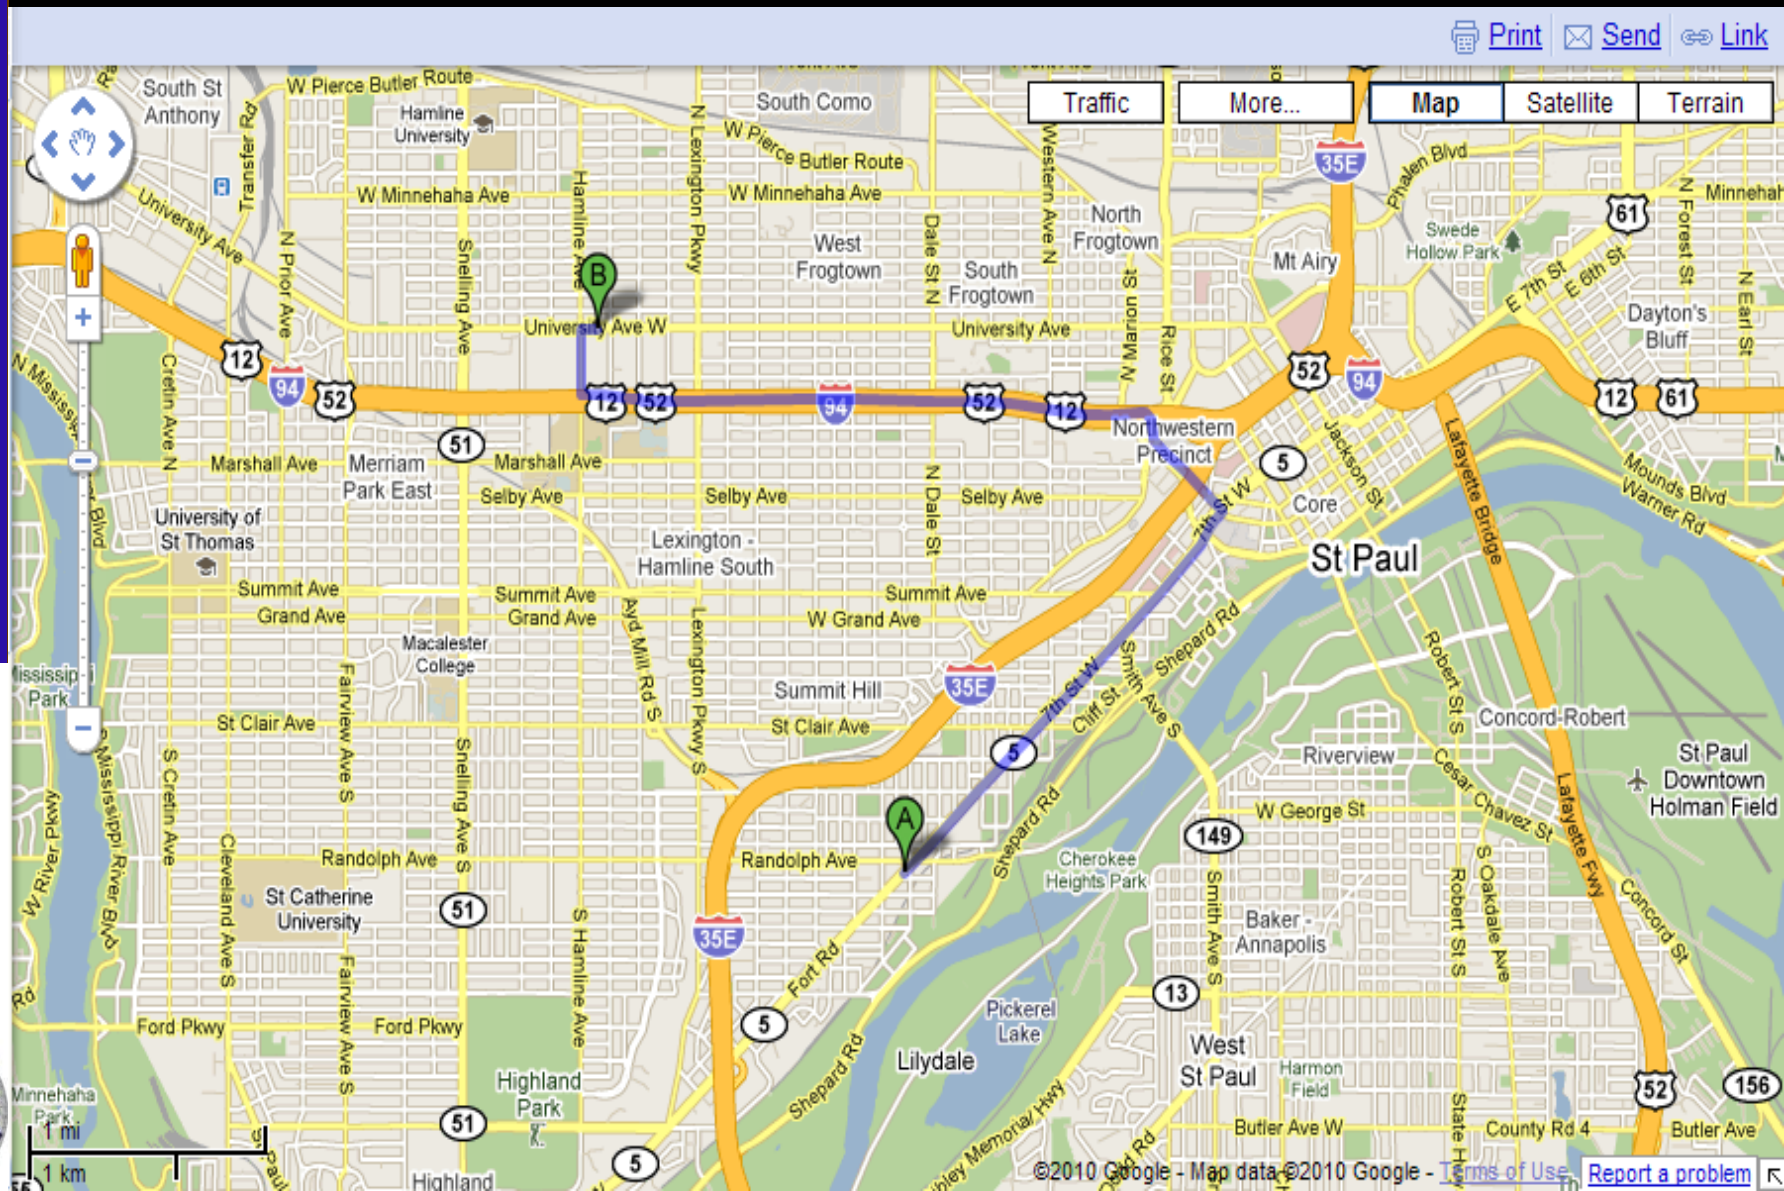 Print
Send
Link
Traffic
More...
Map
Satellite
Terrain
South St
Anthony
W Pierce Butler Route
Hamline
University
South Como
W Pierce Butler Route
Transfer Rd
N Lexington Pkwy
Western Ave N
35E
Phalen Blvd
W Minnehaha Ave
W Minnehaha Ave
Hamline Ave
University Ave
N Prior Ave
Snelling Ave
West
Frogtown
Dale St N
North
Frogtown
South
Frogtown
N Marion St
Mt Airy
Swede
Hollow Park
61
N Forest St
Minnehah
E 7th St
E 6th St
N Earl St
Dayton's
Bluff
B
University Ave W
University Ave
Rice St
12
94
52
12
52
94
52
12
52
94
12
61
N Mississippi
Cretin Ave N
51
Marshall Ave
Merriam
Park East
Marshall Ave
Selby Ave
Selby Ave
Selby Ave
N Dale St
Northwestern
Precinct
5
7th St W
Core
Jackson St
Lafayette Bridge
Mounds Blvd
Warner Rd
University of
St Thomas
Lexington -
Hamline South
St Paul
Summit Ave
Summit Ave
Summit Ave
Grand Ave
Grand Ave
W Grand Ave
Macalester
College
Ayd Mill Rd S
Lexington Pkwy S
Summit Hill
35E
7th St W
Cliff St
Smith Ave S
Shepard Rd
Robert St S
Concord-Robert
Park
Fairview Ave S
St Clair Ave
St Clair Ave
S Cretin Ave
Snelling Ave S
5
Riverview
Cesar Chavez St
Lafayette Fwy
St Paul
Downtown
Holman Field
S Mississippi River Blvd
W River Pkwy
W George St
149
A
Randolph Ave
Randolph Ave
Shepard Rd
Cherokee
Heights Park
Cleveland Ave S
St Catherine
University
51
S Hamline Ave
35E
Fort Rd
Smith Ave S
Baker -
Annapolis
Robert St S
S Oakdale Ave
Concord St
Fairview Ave S
13
Ford Pkwy
Ford Pkwy
5
Pickerel
Lake
Lilydale
West
St Paul
Harmon
Field
52
156
Highland
Park
Shepard Rd
Minnehaha
Park
51
Butler Ave W
County Rd 4
Butler Ave
1 mi
1 km
5
Highland
©2010 Google - Map data ©2010 Google - Terms of Use
Report a problem